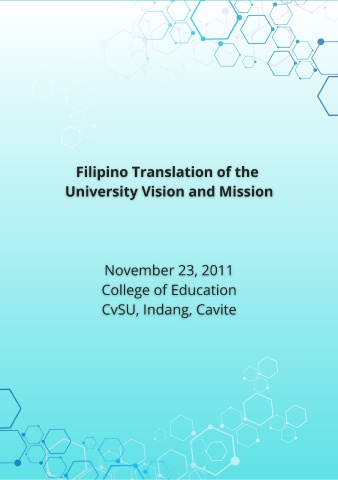 Filipino Translation of the
University Vision and Mission
November 23, 2011
College of Education
CvSU, Indang, Cavite